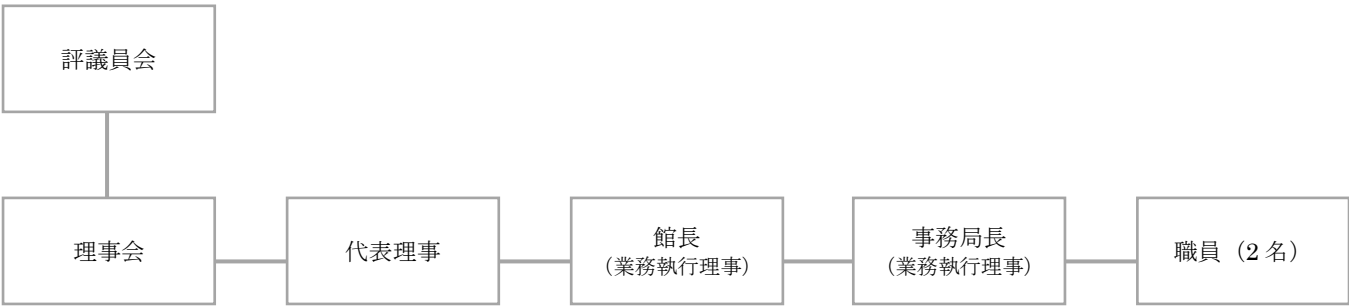 評議員会
理事会
代表理事
館長
（業務執行理事）
事務局長
（業務執行理事）
職員（2 名）